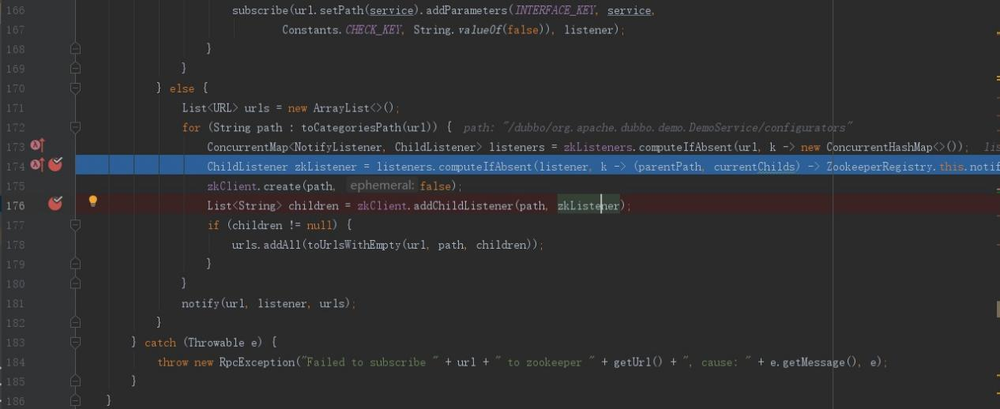 166 subscribe(url.setPath(service).addParameters(INTERFACE_KEY, service,
167 Constants.CHECK_KEY, String.valueOf(false)), listener);
168 }
169 }
170 } else {
171 List<URL> urls = new ArrayList<>();
172 for (String path : toCategoriesPath(url)) { path: "/dubbo/org.apache.dubbo.demo.DemoService/configurators"
173 ConcurrentMap<NotifyListener, ChildListener> listeners = zkListeners.computeIfAbsent(url, k -> new ConcurrentHashMap<>()); lis
174 ChildListener zkListener = listeners.computeIfAbsent(listener, k -> (parentPath, currentChilds) -> ZookeeperRegistry.this.notif
175 zkClient.create(path, ephemeral: false);
176 List<String> children = zkClient.addChildListener(path, zkListener);
177 if (children != null) {
178 urls.addAll(toUrlsWithEmpty(url, path, children));
179 }
180 }
181 notify(url, listener, urls);
182 }
183 } catch (Throwable e) {
184 throw new RpcException("Failed to subscribe " + url + " to zookeeper " + getUrl() + ", cause: " + e.getMessage(), e);
185 }
186 }